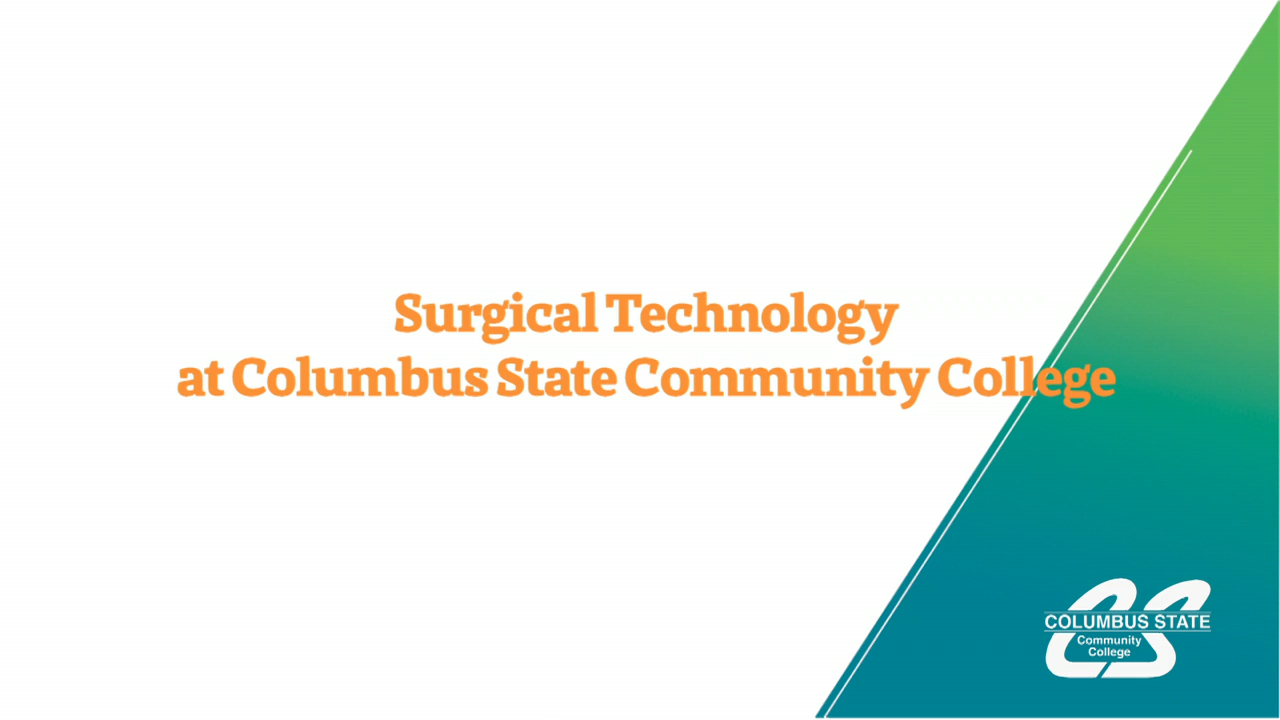 Surgical Technology
at Columbus State Community College
COLUMBUS STATE
Community
College